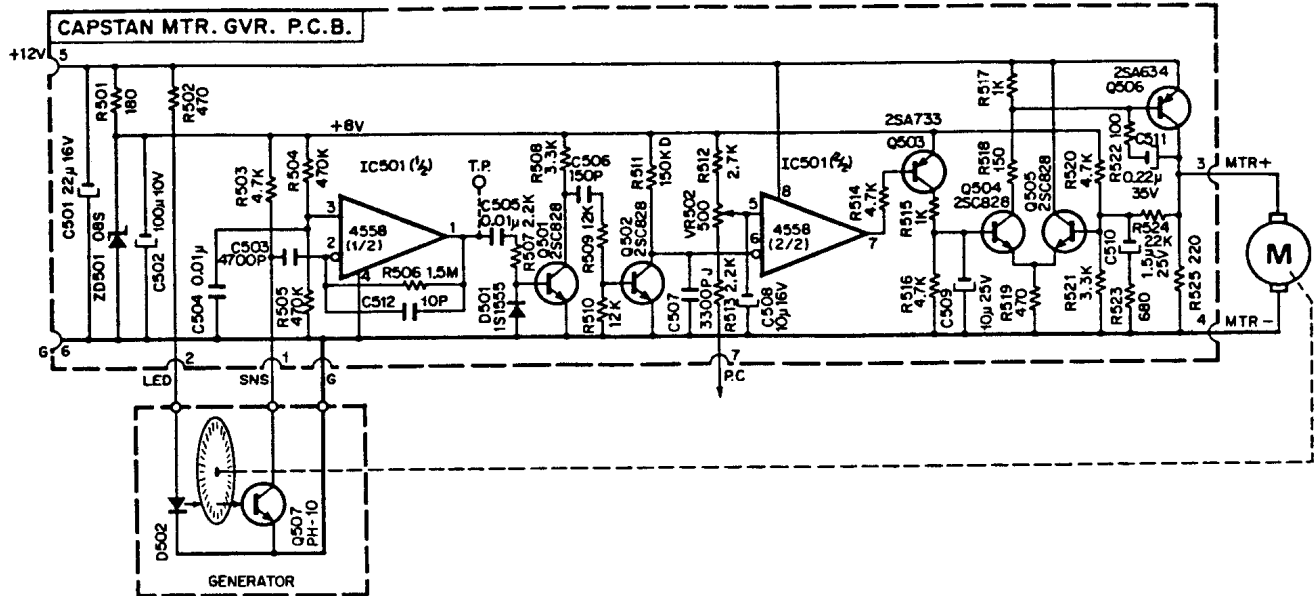 CAPSTAN MTR. GVR. P.C.B.
+12V 5
R501
180
R502
470
+8V
C501 22μ 16V
ZD501 08S
100μ 10V
C502
R503
4.7K
R504
470K
C504 0.01μ
C503
4700P
R505
470K
IC501 (1/2)
3
2
4558
(1/2)
1
4
R506 1.5M
C512
10P
T.P.
C505
0.01μ
R507 2.2K
D501
1S1555
Q501
2SC828
R508
3.3K
C506
150P
R509 12K
R510
12K
Q502
2SC828
R511
150K D
C507
3300P J
R512
2.7K
VR502
500
R513 2.2K
C508
10μ 16V
IC501 (2/2)
8
5
6
4558
(2/2)
7
R514
4.7K
2SA733
Q503
R515
1K
R516
4.7K
C509
10μ 25V
R517
1K
R518
150
Q504
2SC828
Q505
2SC828
R519
470
R520
4.7K
R521
3.3K
R522 100
C511
0.22μ
35V
R524
22K
C510
1.5μ
25V
R523
680
R525 220
2SA634
Q506
3 MTR+
4 MTR-
M
G 6
2
LED
1
SNS
G
7
P.C
D502
Q507
PH-10
GENERATOR